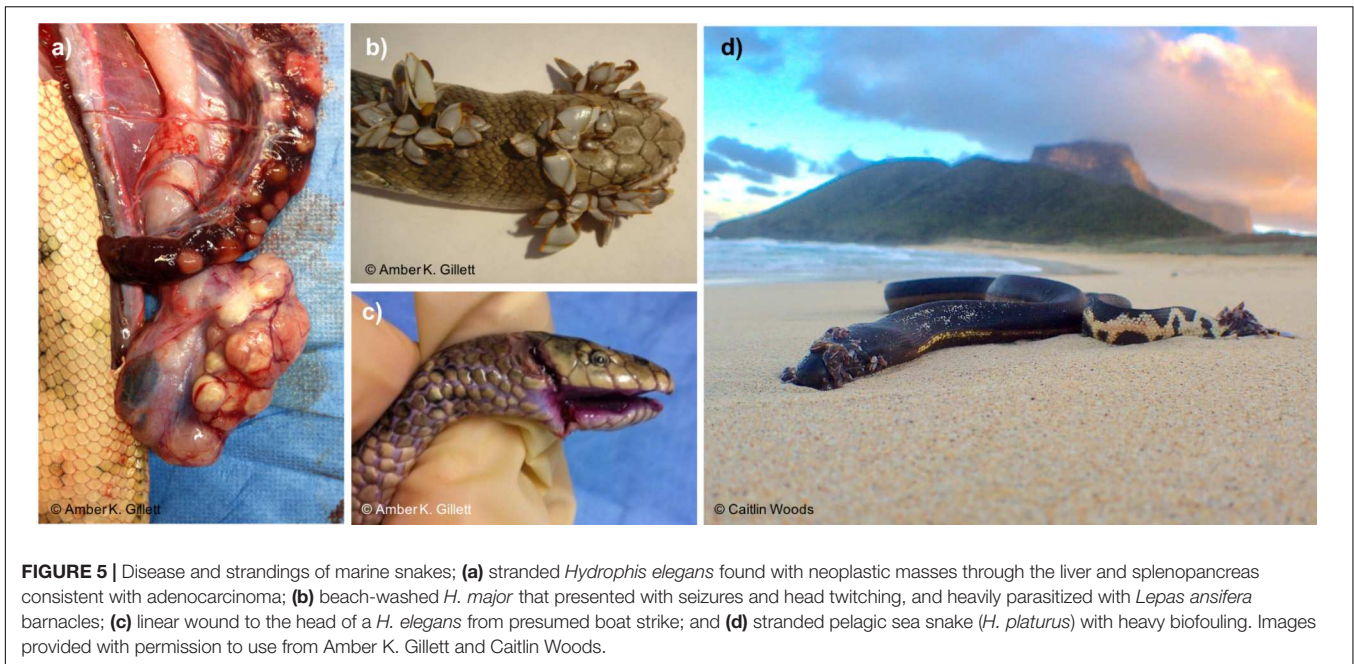 a)
© Amber K. Gillett
b)
© Amber K. Gillett
c)
© Amber K. Gillett
d)
© Caitlin Woods
FIGURE 5 | Disease and strandings of marine snakes; (a) stranded Hydrophis elegans found with neoplastic masses through the liver and splenopancreas
consistent with adenocarcinoma; (b) beach-washed H. major that presented with seizures and head twitching, and heavily parasitized with Lepas ansifera
barnacles; (c) linear wound to the head of a H. elegans from presumed boat strike; and (d) stranded pelagic sea snake (H. platurus) with heavy biofouling. Images
provided with permission to use from Amber K. Gillett and Caitlin Woods.